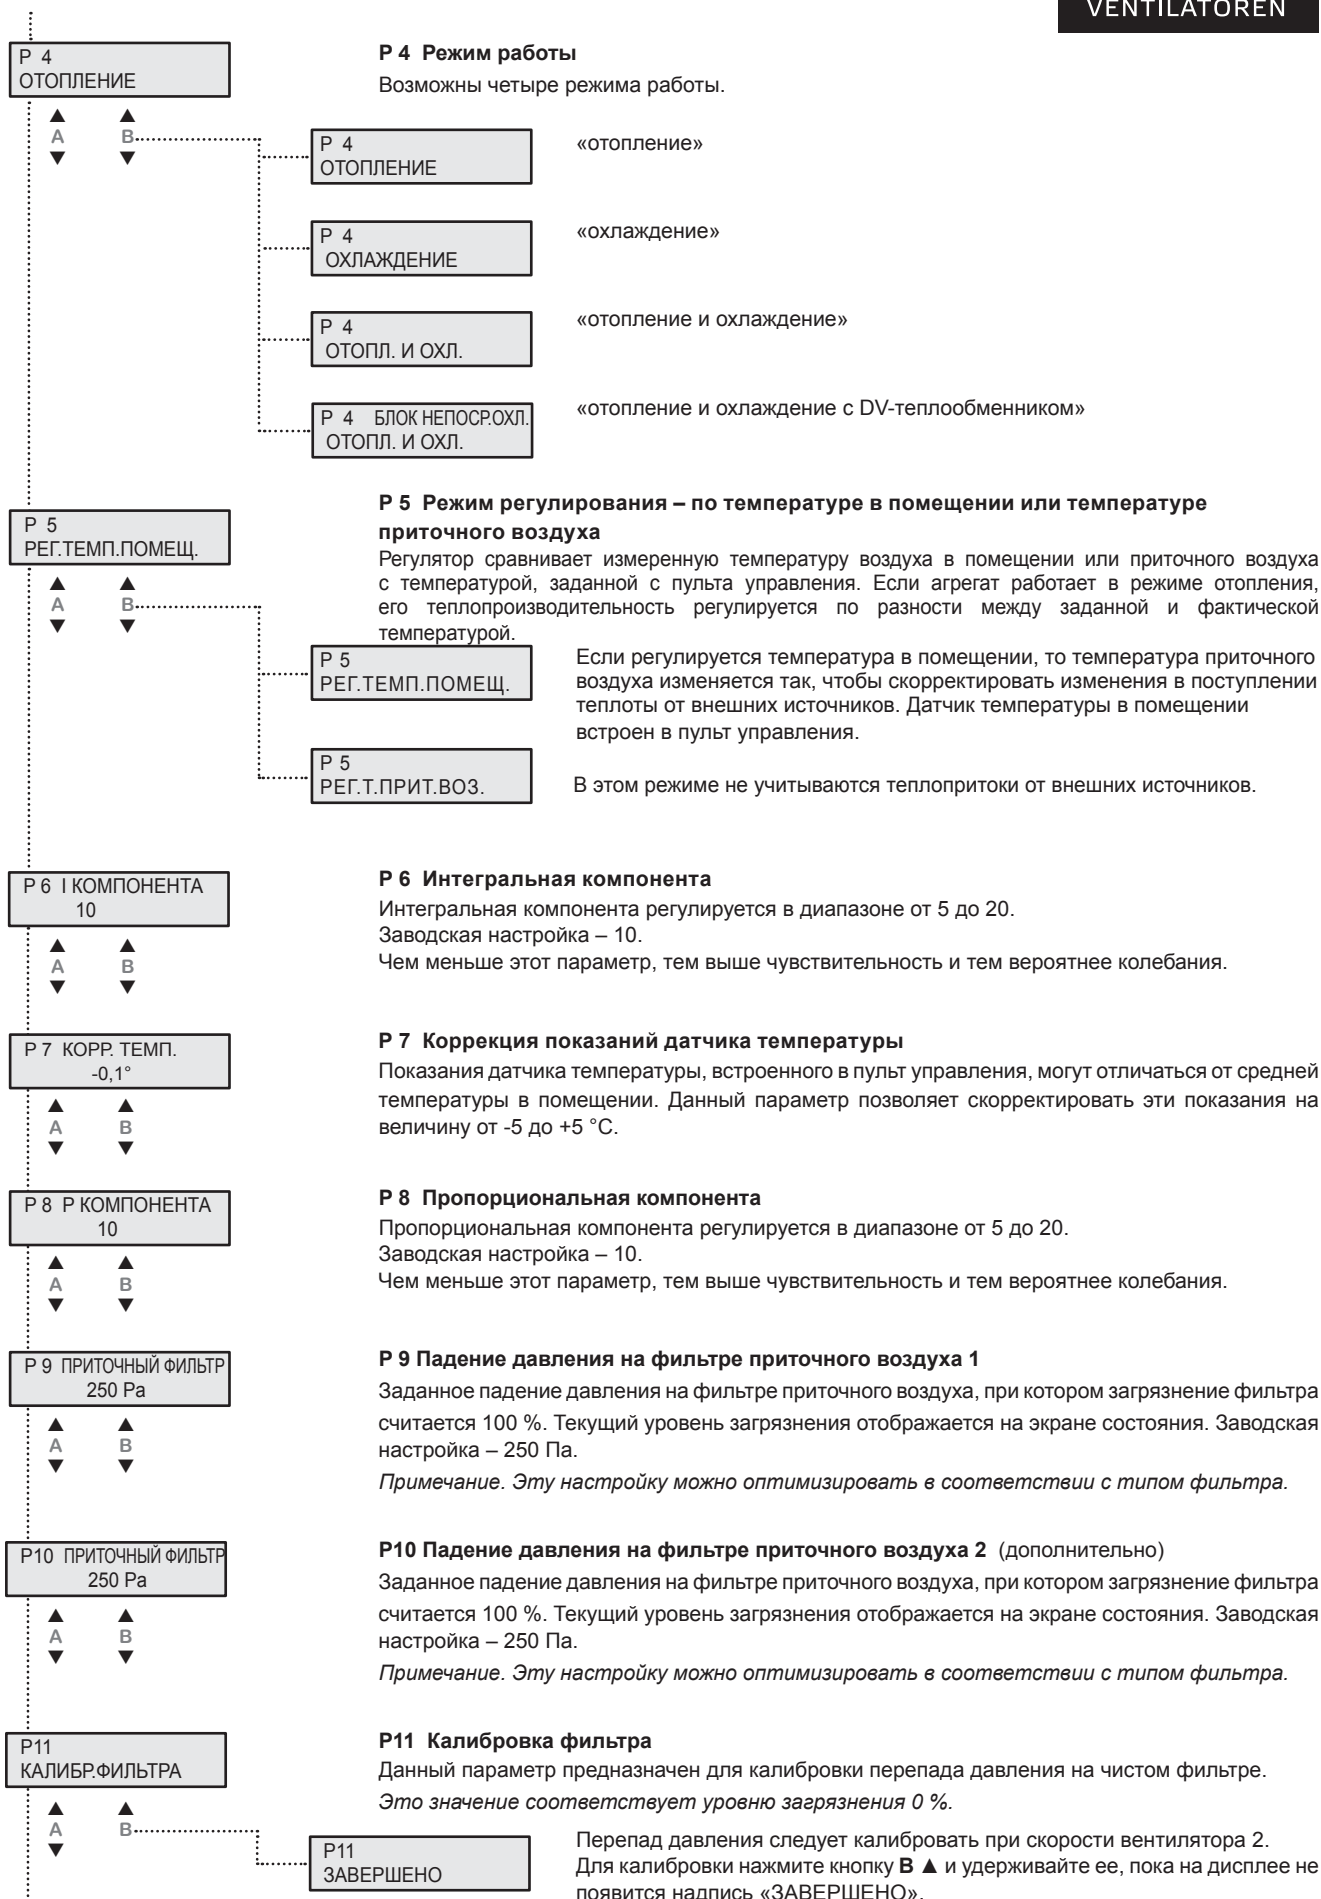 VENTILATOREN
P 4
ОТОПЛЕНИЕ
P 4 Режим работы
Возможны четыре режима работы.
A B
P 4
ОТОПЛЕНИЕ
«отопление»
P 4
ОХЛАЖДЕНИЕ
«охлаждение»
P 4
ОТОПЛ. И ОХЛ.
«отопление и охлаждение»
P 4 БЛОК НЕПОСР.ОХЛ.
ОТОПЛ. И ОХЛ.
«отопление и охлаждение с DV-теплообменником»
P 5
РЕГ.ТЕМП.ПОМЕЩ.
P 5 Режим регулирования – по температуре в помещении или температуре
приточного воздуха
Регулятор сравнивает измеренную температуру воздуха в помещении или приточного воздуха
с температурой, заданной с пульта управления. Если агрегат работает в режиме отопления,
его теплопроизводительность регулируется по разности между заданной и фактической
температурой.
A B
P 5
РЕГ.ТЕМП.ПОМЕЩ.
Если регулируется температура в помещении, то температура приточного
воздуха изменяется так, чтобы скорректировать изменения в поступлении
теплоты от внешних источников. Датчик температуры в помещении
встроен в пульт управления.
P 5
РЕГ.Т.ПРИТ.ВОЗ.
В этом режиме не учитываются теплопритоки от внешних источников.
P 6 I КОМПОНЕНТА
10
A B
P 6 Интегральная компонента
Интегральная компонента регулируется в диапазоне от 5 до 20.
Заводская настройка – 10.
Чем меньше этот параметр, тем выше чувствительность и тем вероятнее колебания.
P 7 КОРР. ТЕМП.
-0,1°
A B
P 7 Коррекция показаний датчика температуры
Показания датчика температуры, встроенного в пульт управления, могут отличаться от средней
температуры в помещении. Данный параметр позволяет скорректировать эти показания на
величину от -5 до +5 °C.
P 8 P КОМПОНЕНТА
10
A B
P 8 Пропорциональная компонента
Пропорциональная компонента регулируется в диапазоне от 5 до 20.
Заводская настройка – 10.
Чем меньше этот параметр, тем выше чувствительность и тем вероятнее колебания.
P 9 ПРИТОЧНЫЙ ФИЛЬТР
250 Pa
A B
P 9 Падение давления на фильтре приточного воздуха 1
Заданное падение давления на фильтре приточного воздуха, при котором загрязнение фильтра
считается 100 %. Текущий уровень загрязнения отображается на экране состояния. Заводская
настройка – 250 Па.
Примечание. Эту настройку можно оптимизировать в соответствии с типом фильтра.
P10 ПРИТОЧНЫЙ ФИЛЬТР
250 Pa
A B
P10 Падение давления на фильтре приточного воздуха 2 (дополнительно)
Заданное падение давления на фильтре приточного воздуха, при котором загрязнение фильтра
считается 100 %. Текущий уровень загрязнения отображается на экране состояния. Заводская
настройка – 250 Па.
Примечание. Эту настройку можно оптимизировать в соответствии с типом фильтра.
P11
КАЛИБР.ФИЛЬТРА
A B
P11 Калибровка фильтра
Данный параметр предназначен для калибровки перепада давления на чистом фильтре.
Это значение соответствует уровню загрязнения 0 %.
P11
ЗАВЕРШЕНО
Перепад давления следует калибровать при скорости вентилятора 2.
Для калибровки нажмите кнопку B ▲ и удерживайте ее, пока на дисплее не
появится надпись «ЗАВЕРШЕНО».